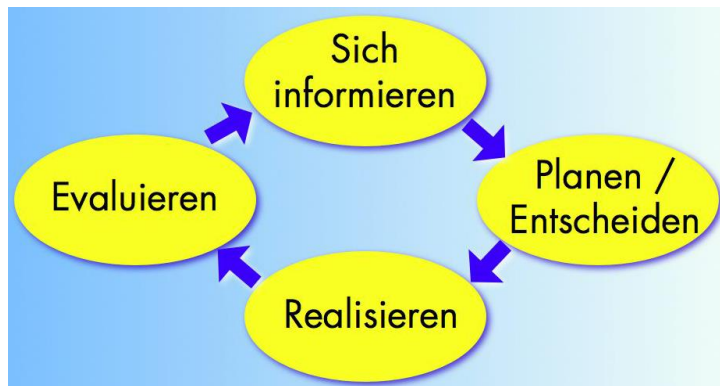 Sich
informieren
Planen /
Entscheiden
Realisieren
Evaluieren